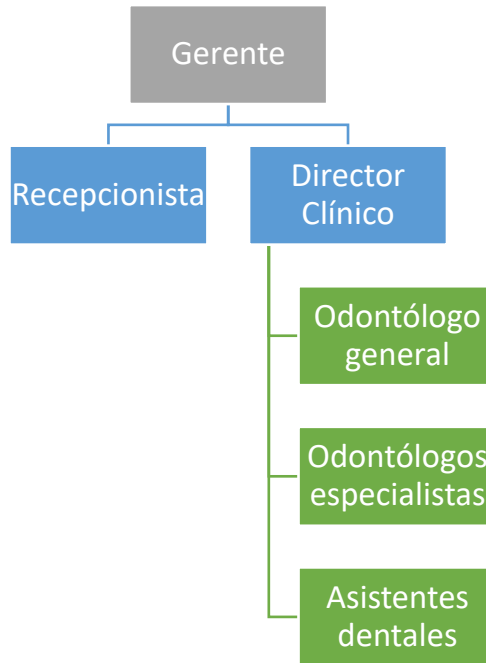 Gerente
Recepcionista
Director
Clínico
Odontólogo
general
Odontólogos
especialistas
Asistentes
dentales